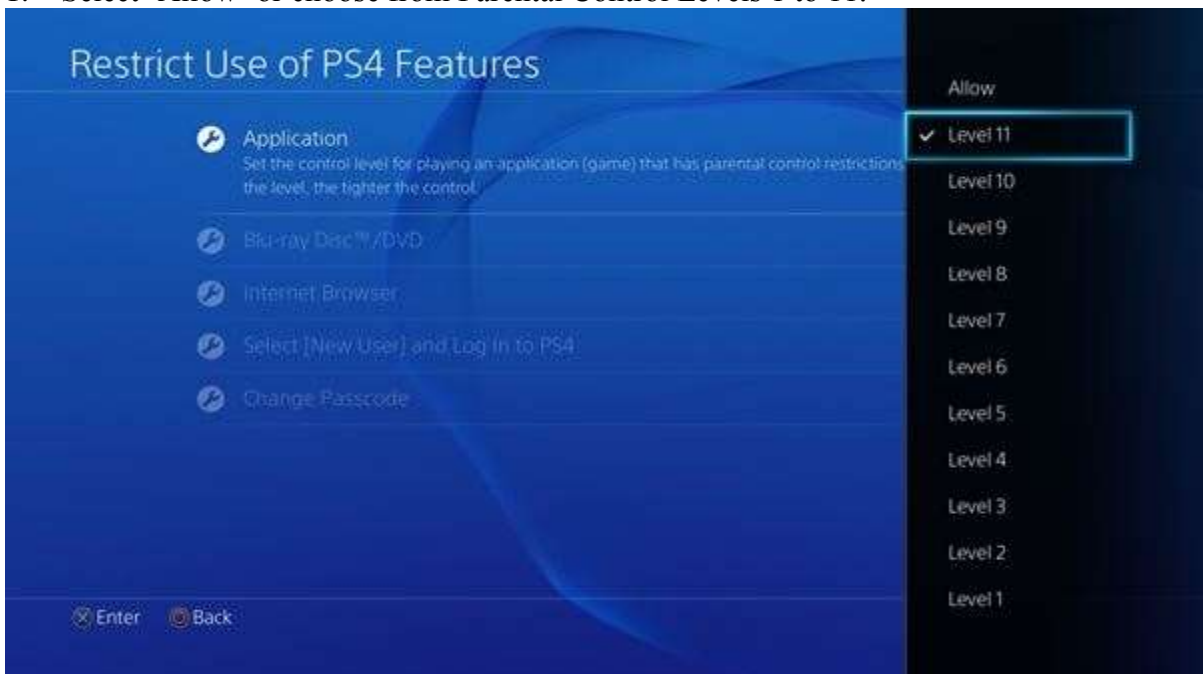 Restrict Use of PS4 Features
Application
Set the control level for playing an application (game) that has parental control restrictions
the level, the tighter the control.
Blu-ray Disc™/DVD
Internet Browser
Select [New User] and Log In to PS4
Change Passcode
Enter Back
Allow
Level 11
Level 10
Level 9
Level 8
Level 7
Level 6
Level 5
Level 4
Level 3
Level 2
Level 1